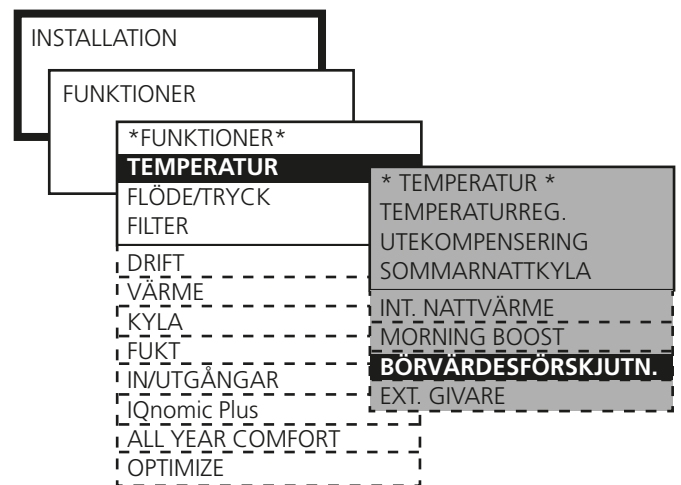 INSTALLATION
FUNKTIONER
*FUNKTIONER*
TEMPERATUR
FLÖDE/TRYCK
FILTER
DRIFT
VÄRME
KYLA
FUKT
IN/UTGÅNGAR
IQnomic Plus
ALL YEAR COMFORT
OPTIMIZE
* TEMPERATUR *
TEMPERATURREG.
UTEKOMPENSERING
SOMMARNATTKYLA
INT. NATTVÄRME
MORNING BOOST
BÖRVÄRDESFÖRSKJUTN.
EXT. GIVARE